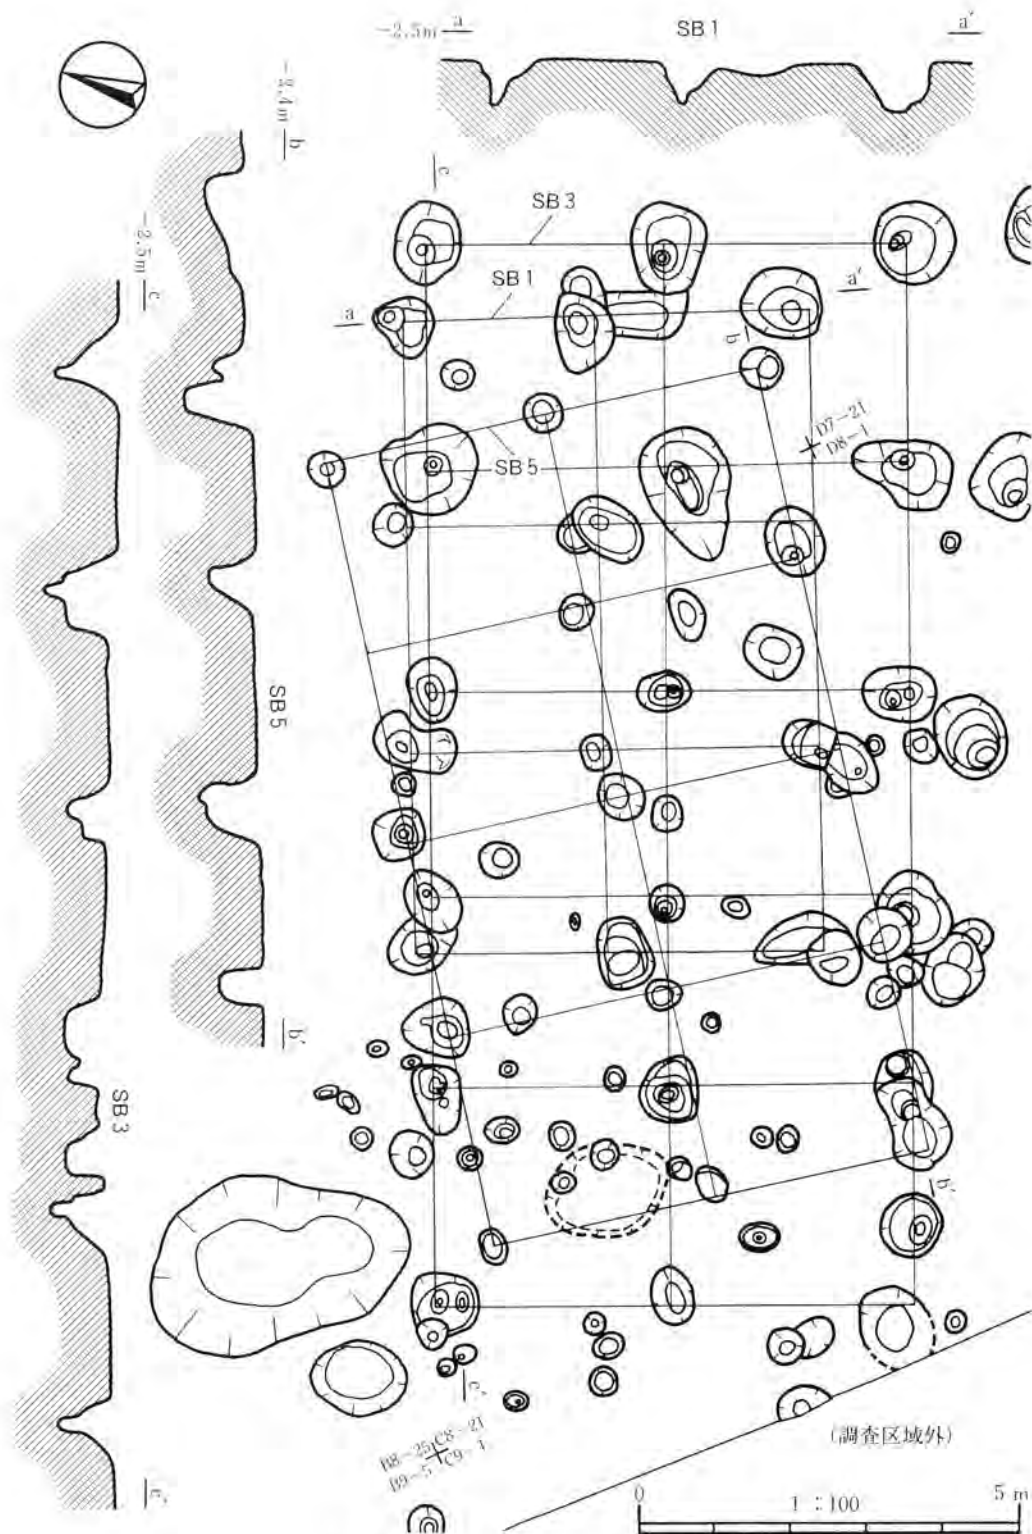 -2.5m a SB1 a′
-2.4m b
c
SB3
-2.5m c
SB1
a a′
b
D7-21
D8-1
SB5
SB5
b′
SB3
b′
c′
c′
B8-25 C8-21
B9-5 C9-1
(調査区域外)
0 1:100 5m